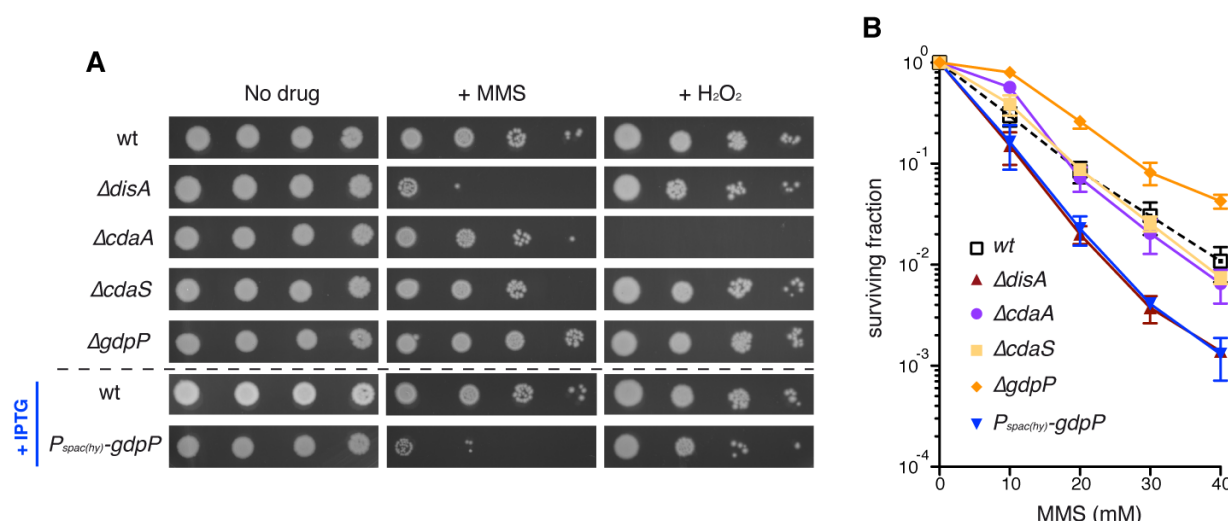 A
No drug
+ MMS
+ H₂O₂
wt
ΔdisA
ΔcdaA
ΔcdaS
ΔgdpP
wt
Pspac(hy)-gdpP
+ IPTG
B
surviving fraction
10⁰
10⁻¹
10⁻²
10⁻³
10⁻⁴
wt
ΔdisA
ΔcdaA
ΔcdaS
ΔgdpP
Pspac(hy)-gdpP
0 10 20 30 40
MMS (mM)